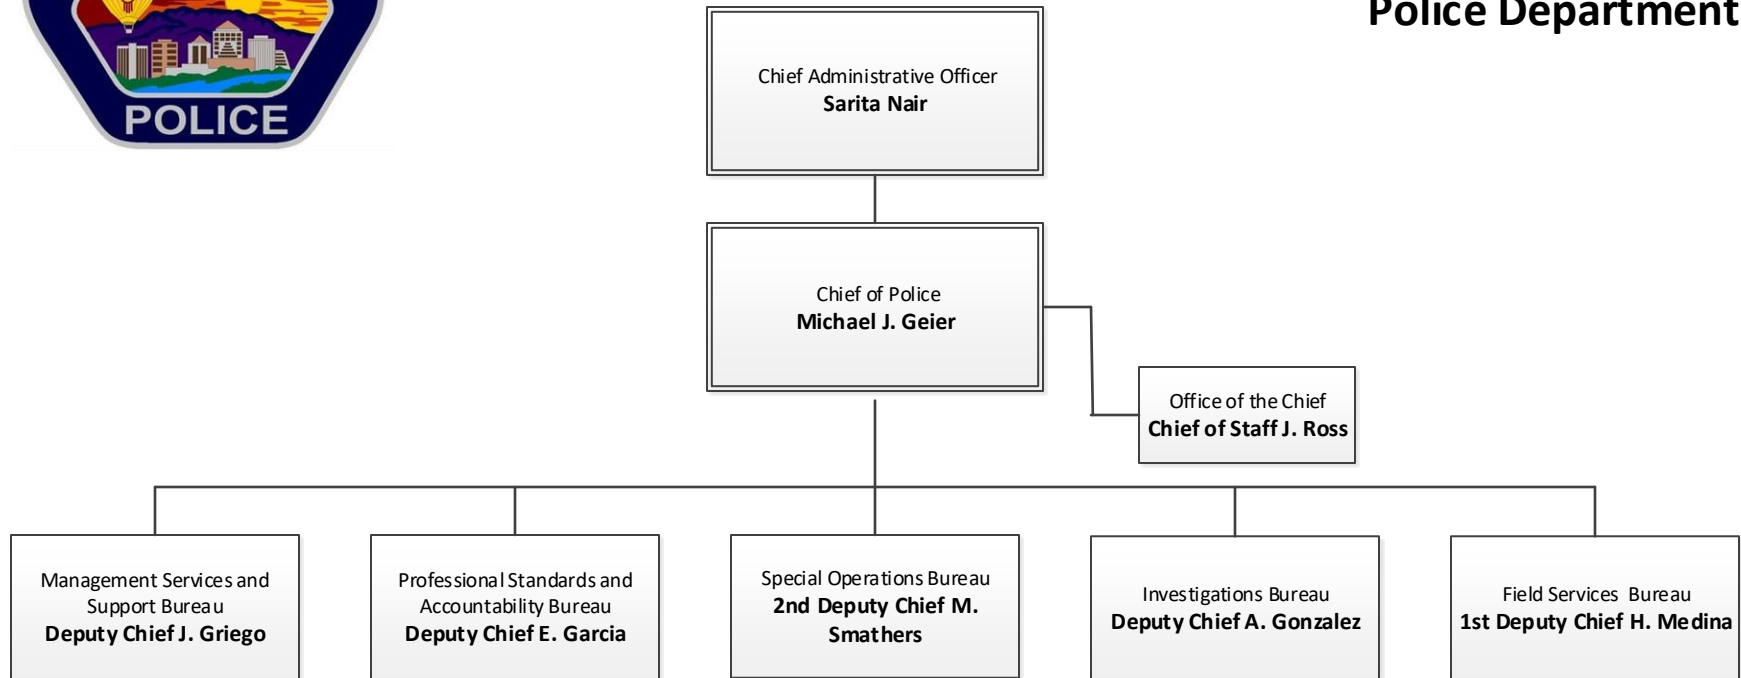 Police Department
POLICE
Chief Administrative Officer
Sarita Nair
Chief of Police
Michael J. Geier
Office of the Chief
Chief of Staff J. Ross
Management Services and
Support Bureau
Deputy Chief J. Griego
Professional Standards and
Accountability Bureau
Deputy Chief E. Garcia
Special Operations Bureau
2nd Deputy Chief M.
Smathers
Investigations Bureau
Deputy Chief A. Gonzalez
Field Services Bureau
1st Deputy Chief H. Medina